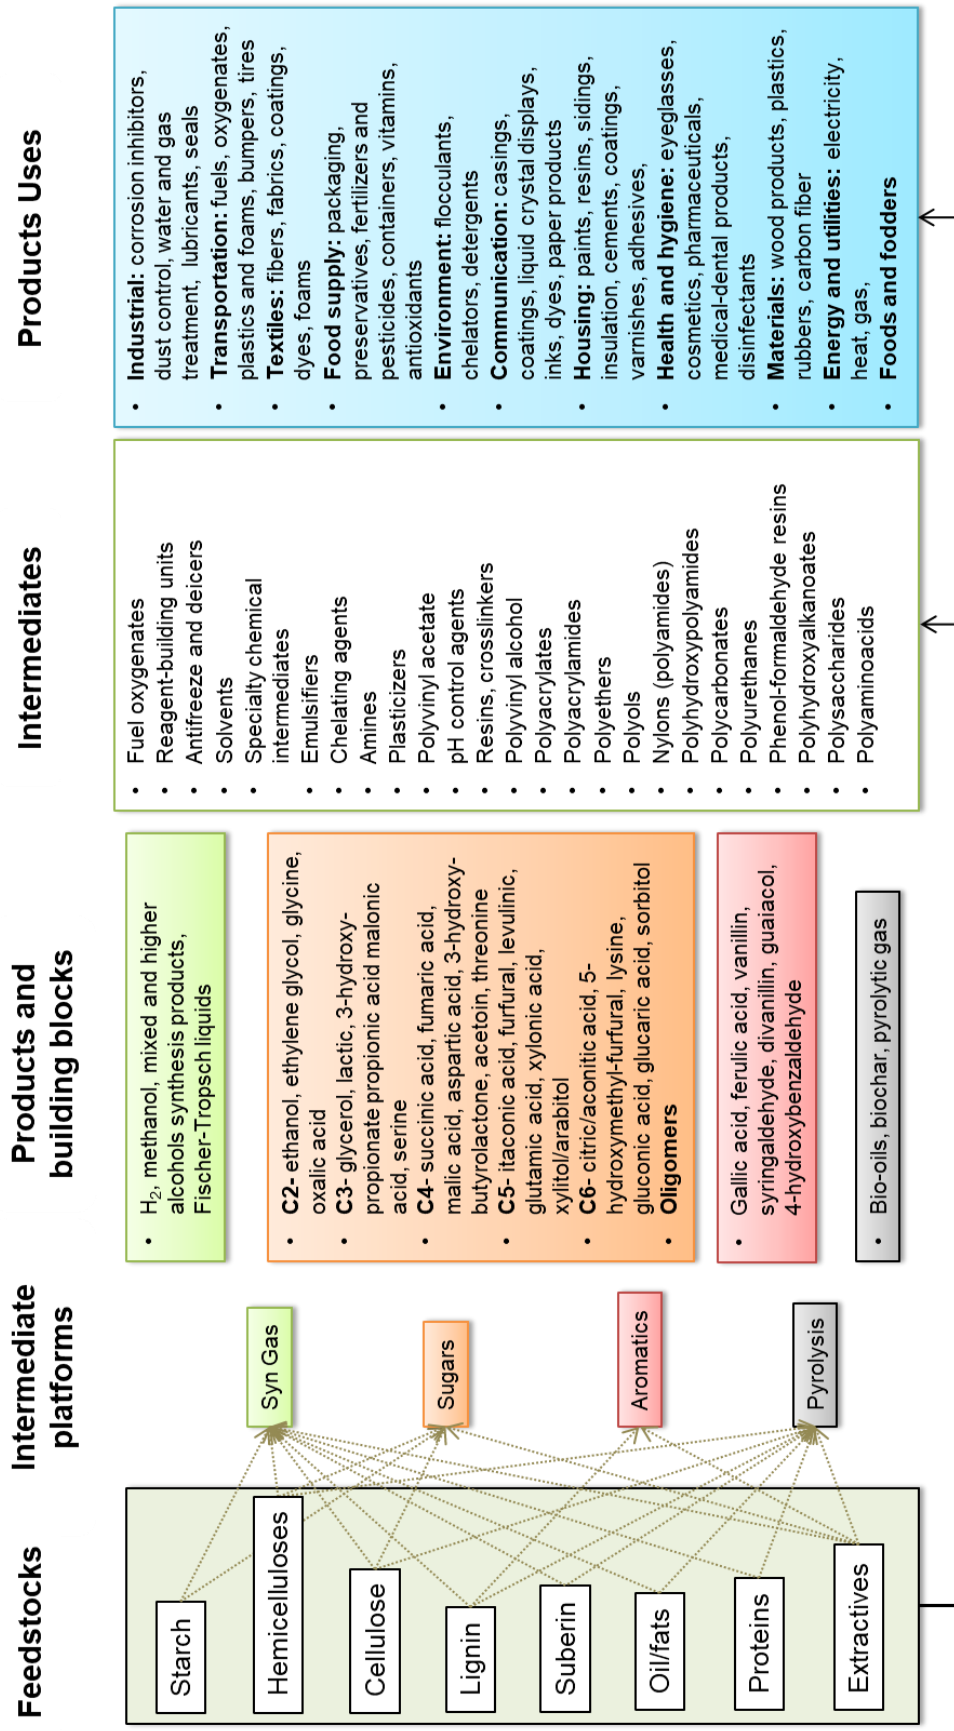 Feedstocks
Starch
Hemicelluloses
Cellulose
Lignin
Suberin
Oil/fats
Proteins
Extractives
Intermediate
platforms
Syn Gas
Sugars
Aromatics
Pyrolysis
Products and
building blocks
• H₂, methanol, mixed and higher
alcohols synthesis products,
Fischer-Tropsch liquids
• C2- ethanol, ethylene glycol, glycine,
oxalic acid
• C3- glycerol, lactic, 3-hydroxy-
propionate propionic acid malonic
acid, serine
• C4- succinic acid, fumaric acid,
malic acid, aspartic acid, 3-hydroxy-
butyrolactone, acetoin, threonine
• C5- itaconic acid, furfural, levulinic,
glutamic acid, xylonic acid,
xylitol/arabitol
• C6- citric/aconitic acid, 5-
hydroxymethyl-furfural, lysine,
gluconic acid, glucaric acid, sorbitol
• Oligomers
• Gallic acid, ferulic acid, vanillin,
syringaldehyde, divanillin, guaiacol,
4-hydroxybenzaldehyde
• Bio-oils, biochar, pyrolytic gas
Intermediates
• Fuel oxygenates
• Reagent-building units
• Antifreeze and deicers
• Solvents
• Specialty chemical
intermediates
• Emulsifiers
• Chelating agents
• Amines
• Plasticizers
• Polyvinyl acetate
• pH control agents
• Resins, crosslinkers
• Polyvinyl alcohol
• Polyacrylates
• Polyacrylamides
• Polyethers
• Polyols
• Nylons (polyamides)
• Polyhydroxypolyamides
• Polycarbonates
• Polyurethanes
• Phenol-formaldehyde resins
• Polyhydroxyalkanoates
• Polysaccharides
• Polyaminoacids
Products Uses
• Industrial: corrosion inhibitors,
dust control, water and gas
treatment, lubricants, seals
• Transportation: fuels, oxygenates,
plastics and foams, bumpers, tires
• Textiles: fibers, fabrics, coatings,
dyes, foams
• Food supply: packaging,
preservatives, fertilizers and
pesticides, containers, vitamins,
antioxidants
• Environment: flocculants,
chelators, detergents
• Communication: casings,
coatings, liquid crystal displays,
inks, dyes, paper products
• Housing: paints, resins, sidings,
insulation, cements, coatings,
varnishes, adhesives,
• Health and hygiene: eyeglasses,
cosmetics, pharmaceuticals,
medical-dental products,
disinfectants
• Materials: wood products, plastics,
rubbers, carbon fiber
• Energy and utilities: electricity,
heat, gas,
• Foods and fodders